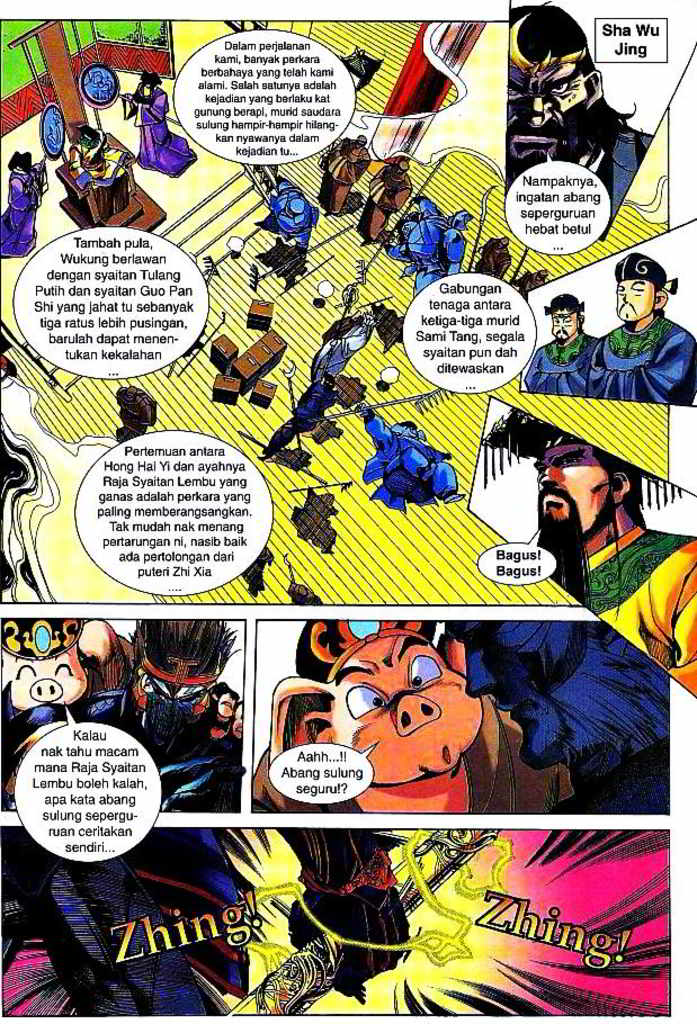 Dalam perjalanan
kami, banyak perkara
berbahaya yang telah kami
alami. Salah satunya adalah
kejadian yang berlaku kat
gunung berapi, murid saudara
sulung hampir-hampir hilang-
kan nyawanya dalam
kejadian tu...
Sha Wu
Jing
Nampaknya,
ingatan abang
seperguruan
hebat betul
...
Tambah pula,
Wukung berlawan
dengan syaitan Tulang
Putih dan syaitan Guo Pan
Shi yang jahat tu sebanyak
tiga ratus lebih pusingan,
barulah dapat menen-
tukan kekalahan
...
Gabungan
tenaga antara
ketiga-tiga murid
Sami Tang, segala
syaitan pun dah
ditewaskan
...
Pertemuan antara
Hong Hai Yi dan ayahnya
Raja Syaitan Lembu yang
ganas adalah perkara yang
paling memberangsangkan.
Tak mudah nak menang
pertarungan ni, nasib baik
ada pertolongan dari
puteri Zhi Xia
....
Bagus!
Bagus!
Kalau
nak tahu macam
mana Raja Syaitan
Lembu boleh kalah,
apa kata abang
sulung sepergu-
ruan ceritakan
sendiri...
Aahh...!!
Abang sulung
seguru!?
Zhing!
Zhing!